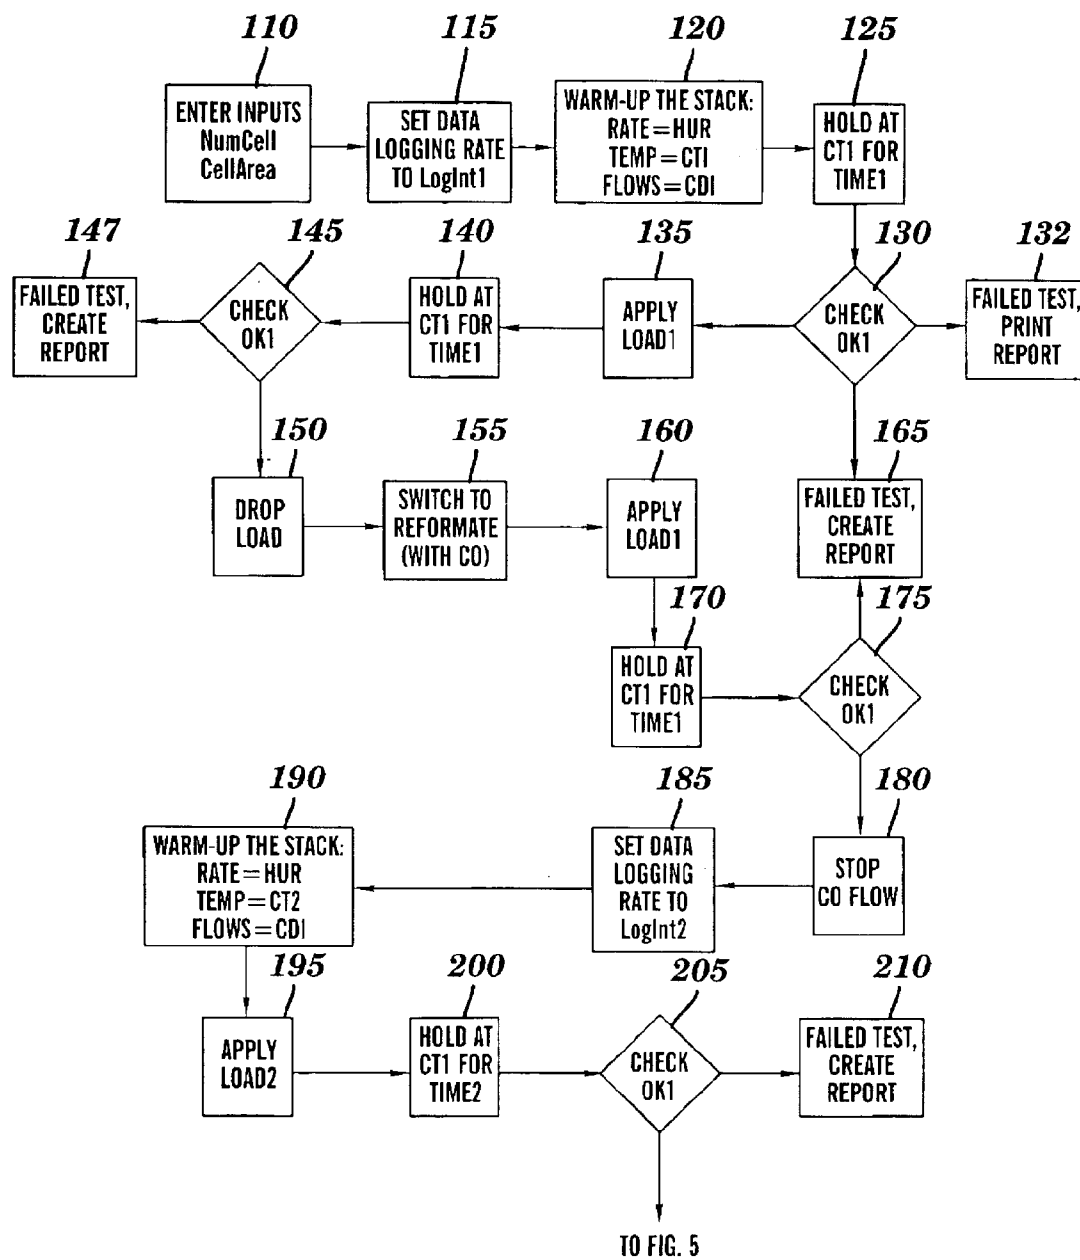 110
115
120
125
ENTER INPUTS
NumCell
CellArea
SET DATA
LOGGING RATE
TO LogInt1
WARM-UP THE STACK:
RATE=HUR
TEMP=CTI
FLOWS=CDI
HOLD AT
CT1 FOR
TIME1
147
145
140
135
130
132
FAILED TEST,
CREATE
REPORT
CHECK
OK1
HOLD AT
CT1 FOR
TIME1
APPLY
LOAD1
CHECK
OK1
FAILED TEST,
PRINT
REPORT
150
155
160
165
DROP
LOAD
SWITCH TO
REFORMATE
(WITH CO)
APPLY
LOAD1
FAILED TEST,
CREATE
REPORT
170
175
HOLD AT
CT1 FOR
TIME1
CHECK
OK1
190
185
180
WARM-UP THE STACK:
RATE=HUR
TEMP=CT2
FLOWS=CDI
SET DATA
LOGGING
RATE TO
LogInt2
STOP
CO FLOW
195
200
205
210
APPLY
LOAD2
HOLD AT
CT1 FOR
TIME2
CHECK
OK1
FAILED TEST,
CREATE
REPORT
TO FIG. 5